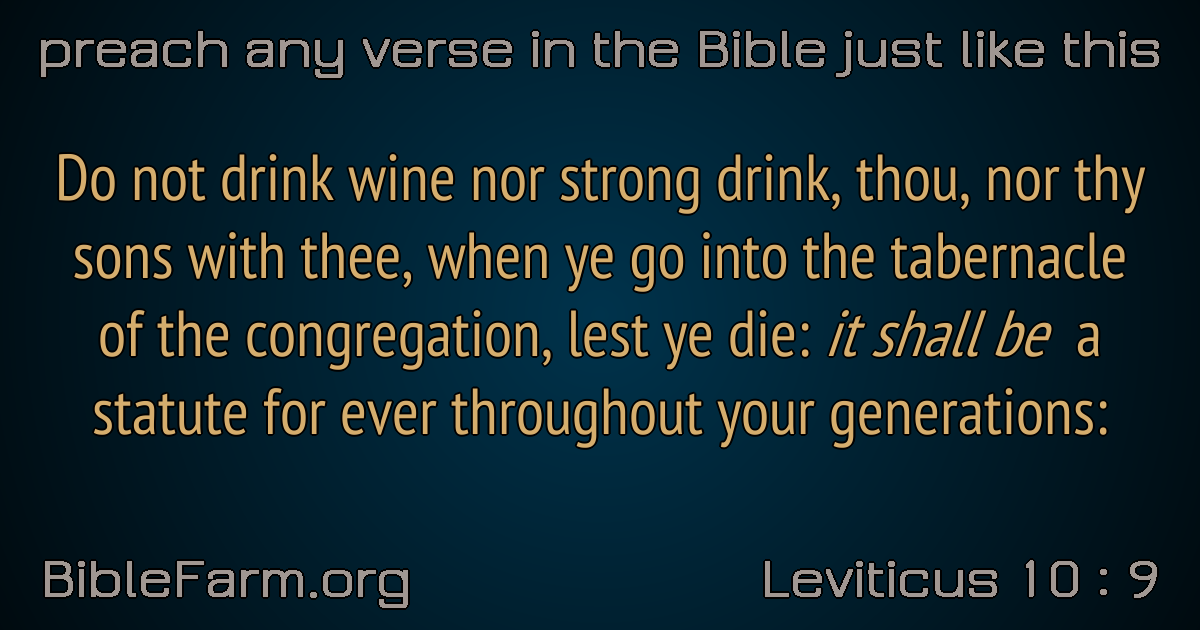 preach any verse in the Bible just like this
Do not drink wine nor strong drink, thou, nor thy
sons with thee, when ye go into the tabernacle
of the congregation, lest ye die: it shall be a
statute for ever throughout your generations:
BibleFarm.org
Leviticus 10 : 9